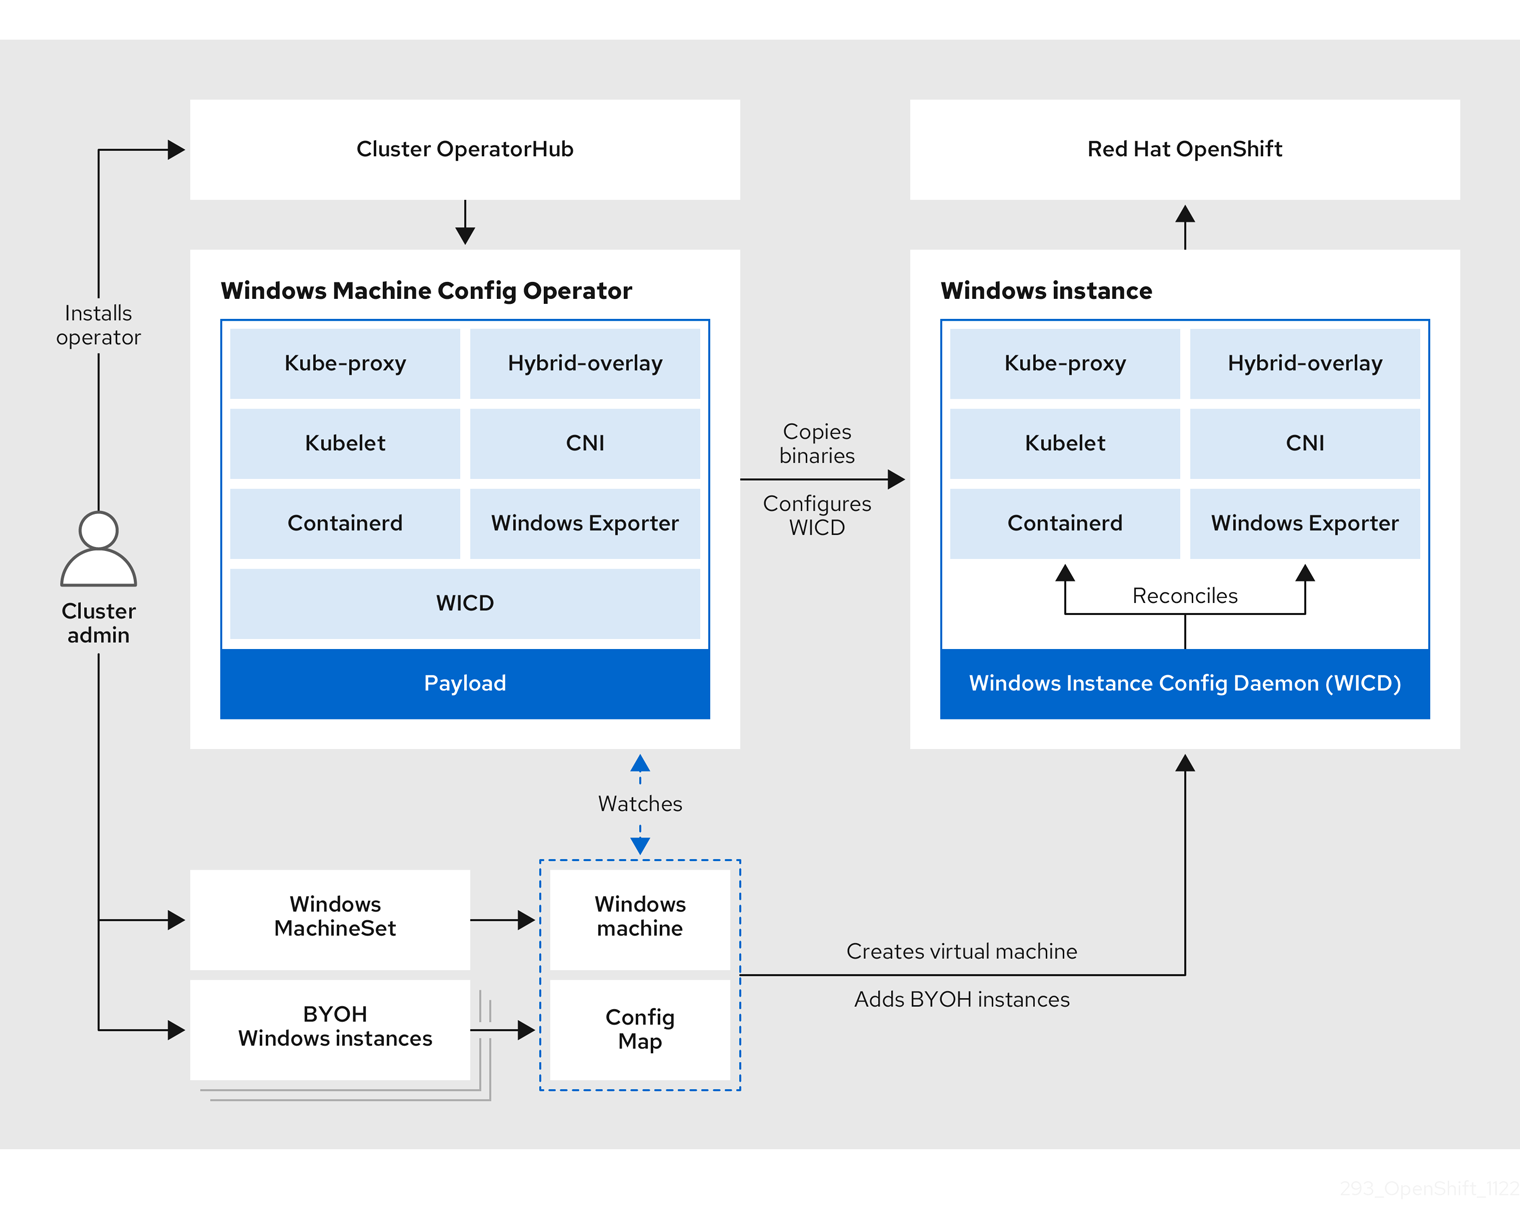 Cluster OperatorHub
Red Hat OpenShift
Installs
operator
Cluster
admin
Windows Machine Config Operator
Kube-proxy
Hybrid-overlay
Kubelet
CNI
Containerd
Windows Exporter
WICD
Payload
Copies
binaries
Configures
WICD
Windows instance
Kube-proxy
Hybrid-overlay
Kubelet
CNI
Containerd
Windows Exporter
Reconciles
Windows Instance Config Daemon (WICD)
Watches
Windows
MachineSet
Windows
machine
BYOH
Windows instances
Config
Map
Creates virtual machine
Adds BYOH instances
293_OpenShift_1122